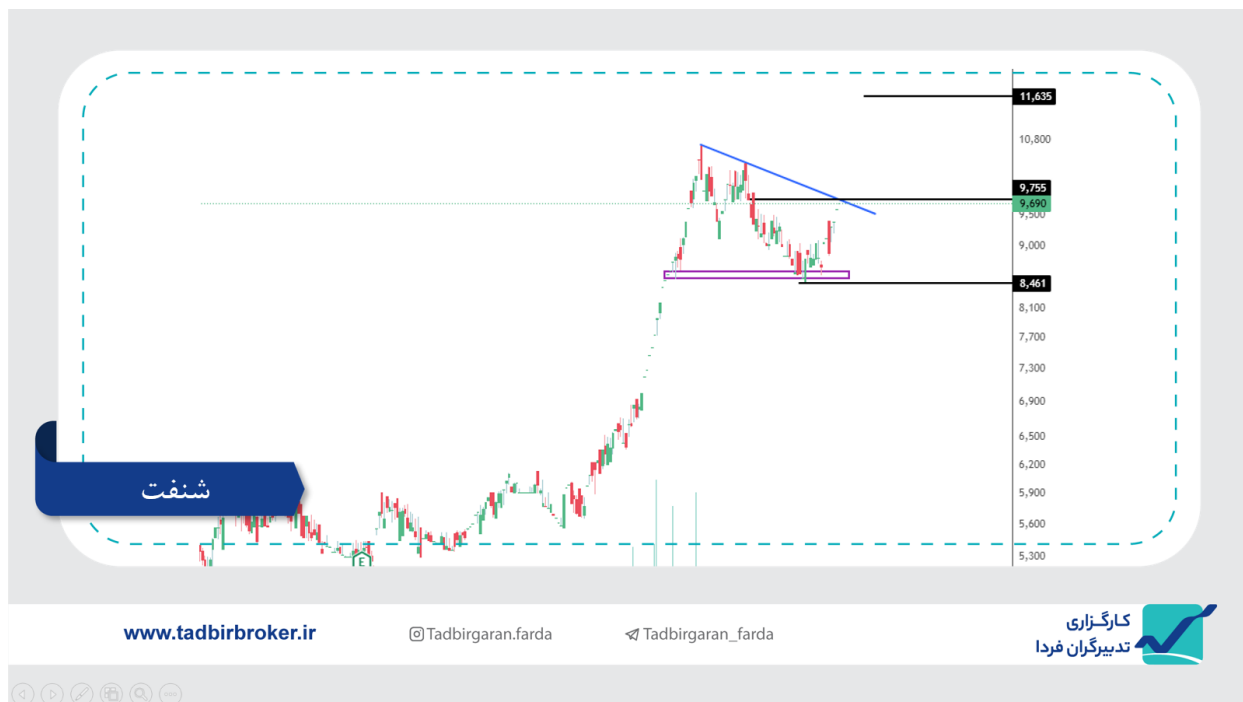 11,635
10,800
9,755
9,690
9,500
9,000
8,461
8,100
7,700
7,300
6,900
6,500
6,200
5,900
5,600
5,300
E
شنفت
www.tadbirbroker.ir
Tadbirgaran.farda
Tadbirgaran_farda
کارگزاری
تدبیرگران فردا